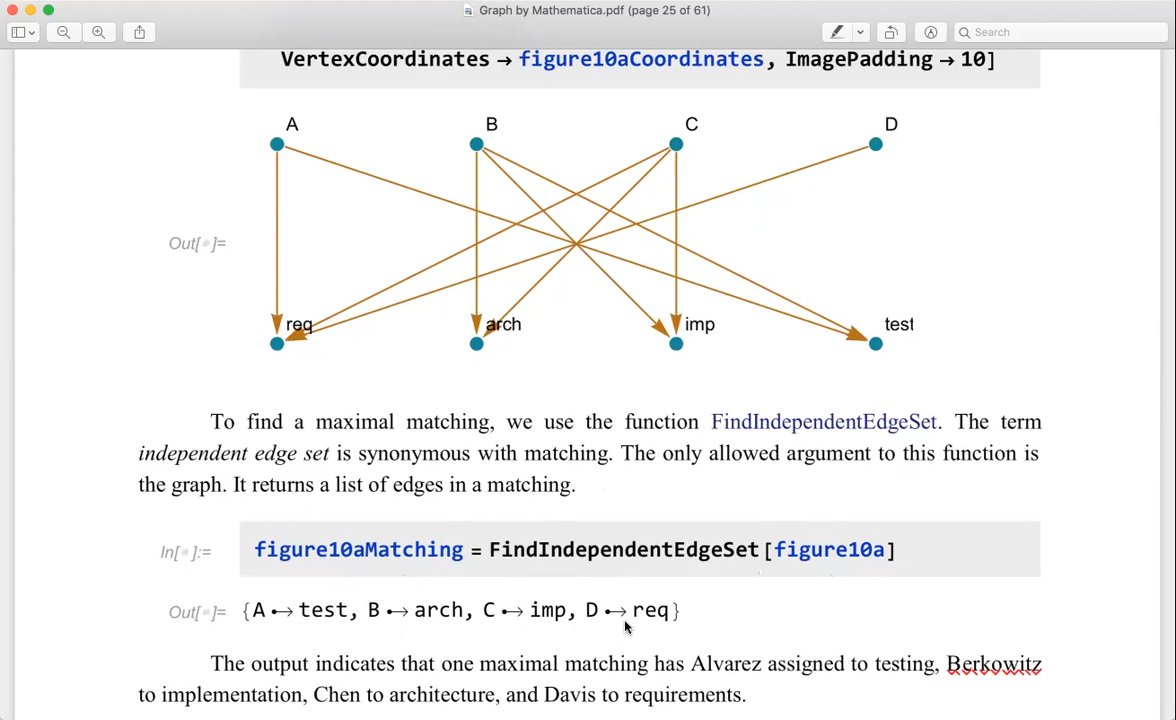 Graph by Mathematica.pdf (page 25 of 61)
Search
VertexCoordinates → figure10aCoordinates, ImagePadding → 10]
A B C D
Out[•]=
req arch imp test
To find a maximal matching, we use the function FindIndependentEdgeSet. The term
independent edge set is synonymous with matching. The only allowed argument to this function is
the graph. It returns a list of edges in a matching.
In[•]:= figure10aMatching = FindIndependentEdgeSet[figure10a]
Out[•]= {A ↦ test, B ↦ arch, C ↦ imp, D ↦ req}
The output indicates that one maximal matching has Alvarez assigned to testing, Berkowitz
to implementation, Chen to architecture, and Davis to requirements.